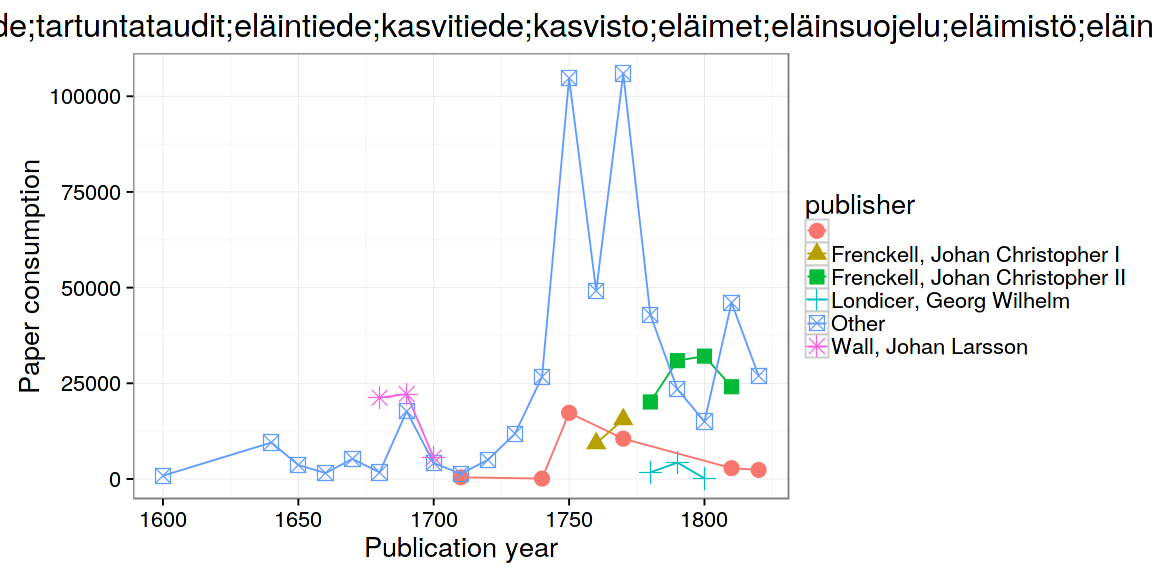 de;tartuntataudit;eläintiede;kasvitiede;kasvisto;eläimet;eläinsuojelu;eläimistö;eläin
100000
75000
50000
25000
0
Paper consumption
1600 1650 1700 1750 1800
Publication year
publisher
Frenckell, Johan Christopher I
Frenckell, Johan Christopher II
Londicer, Georg Wilhelm
Other
Wall, Johan Larsson